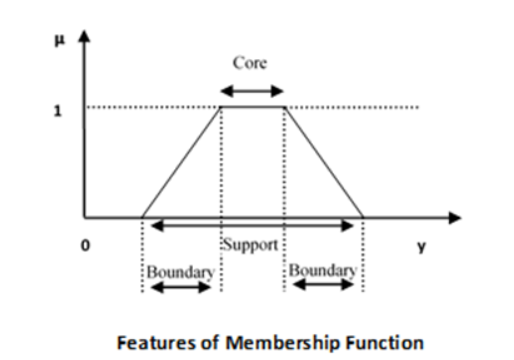 μ
Core
1
0
Support
y
Boundary
Boundary
Features of Membership Function